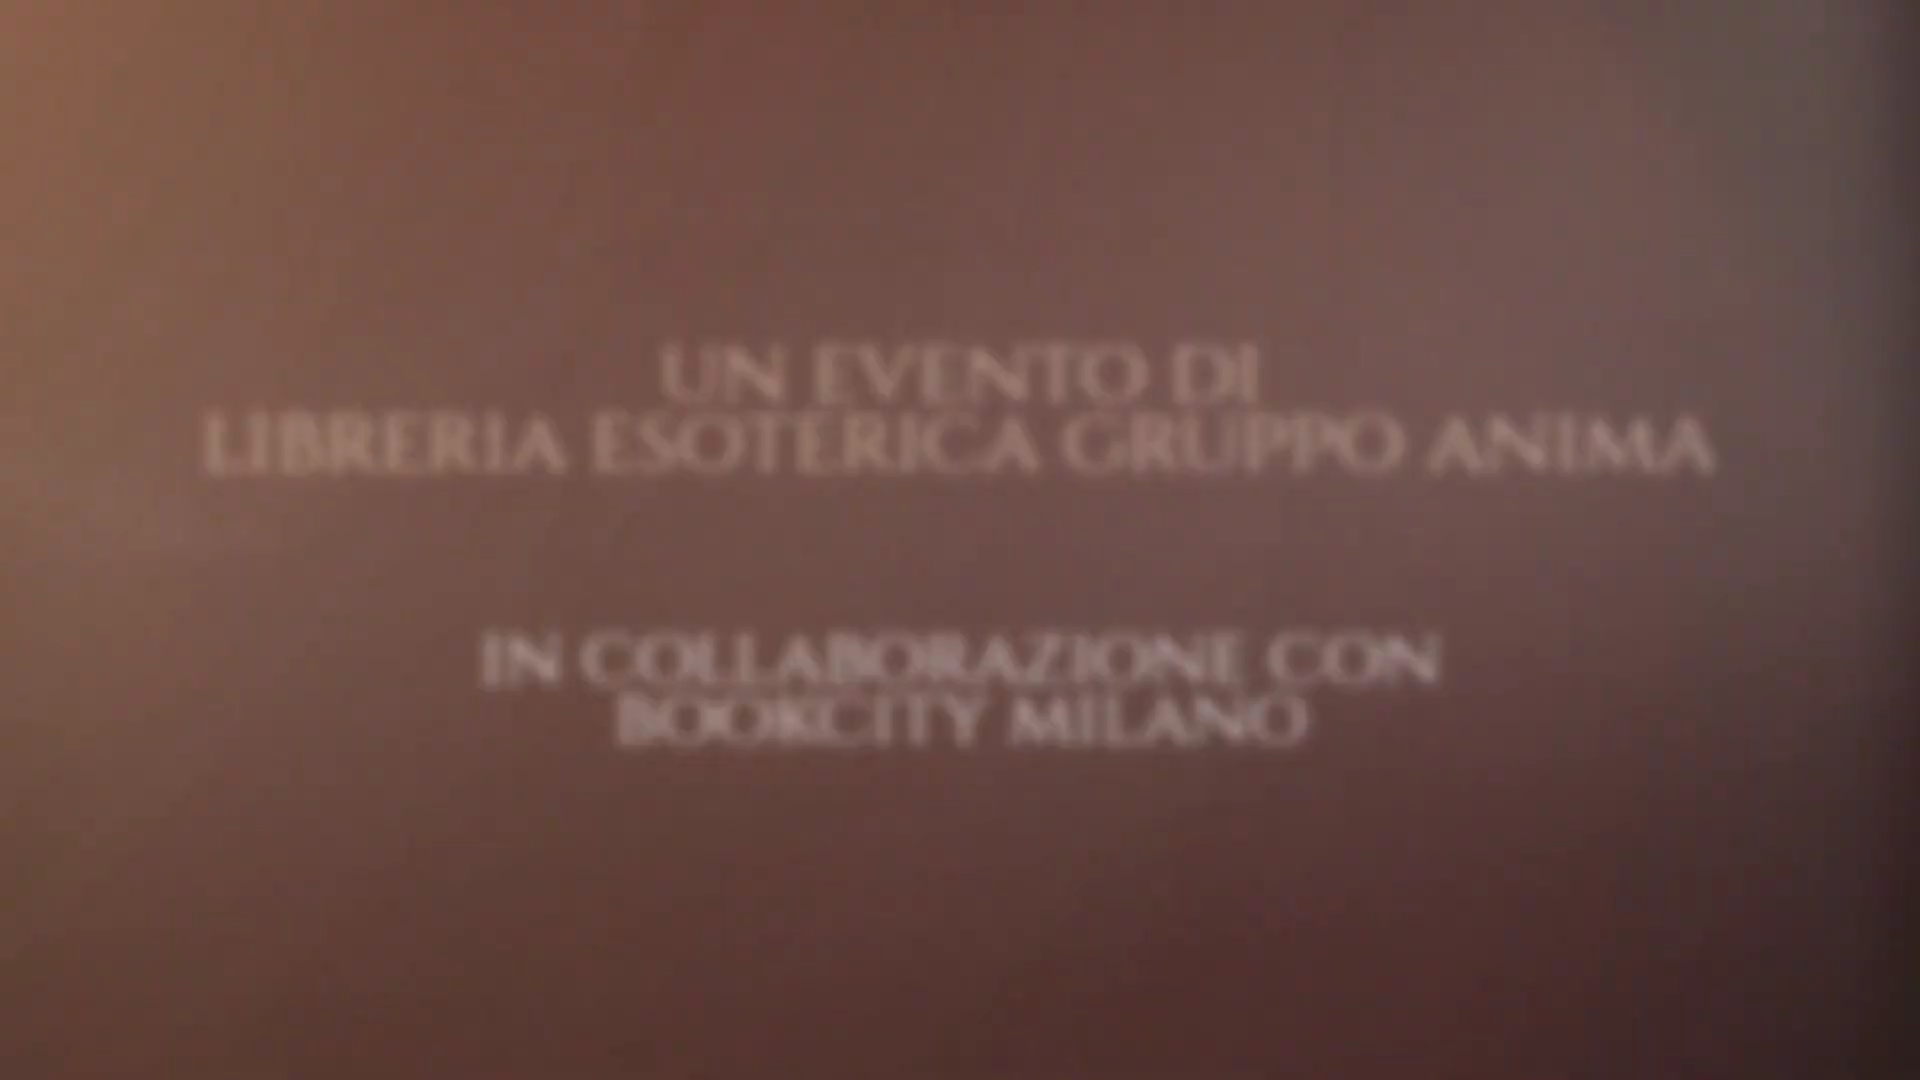 UN EVENTO DI
LIBRERIA ESOTERICA GRUPPO ANIMA
IN COLLABORAZIONE CON
BOOKCITY MILANO